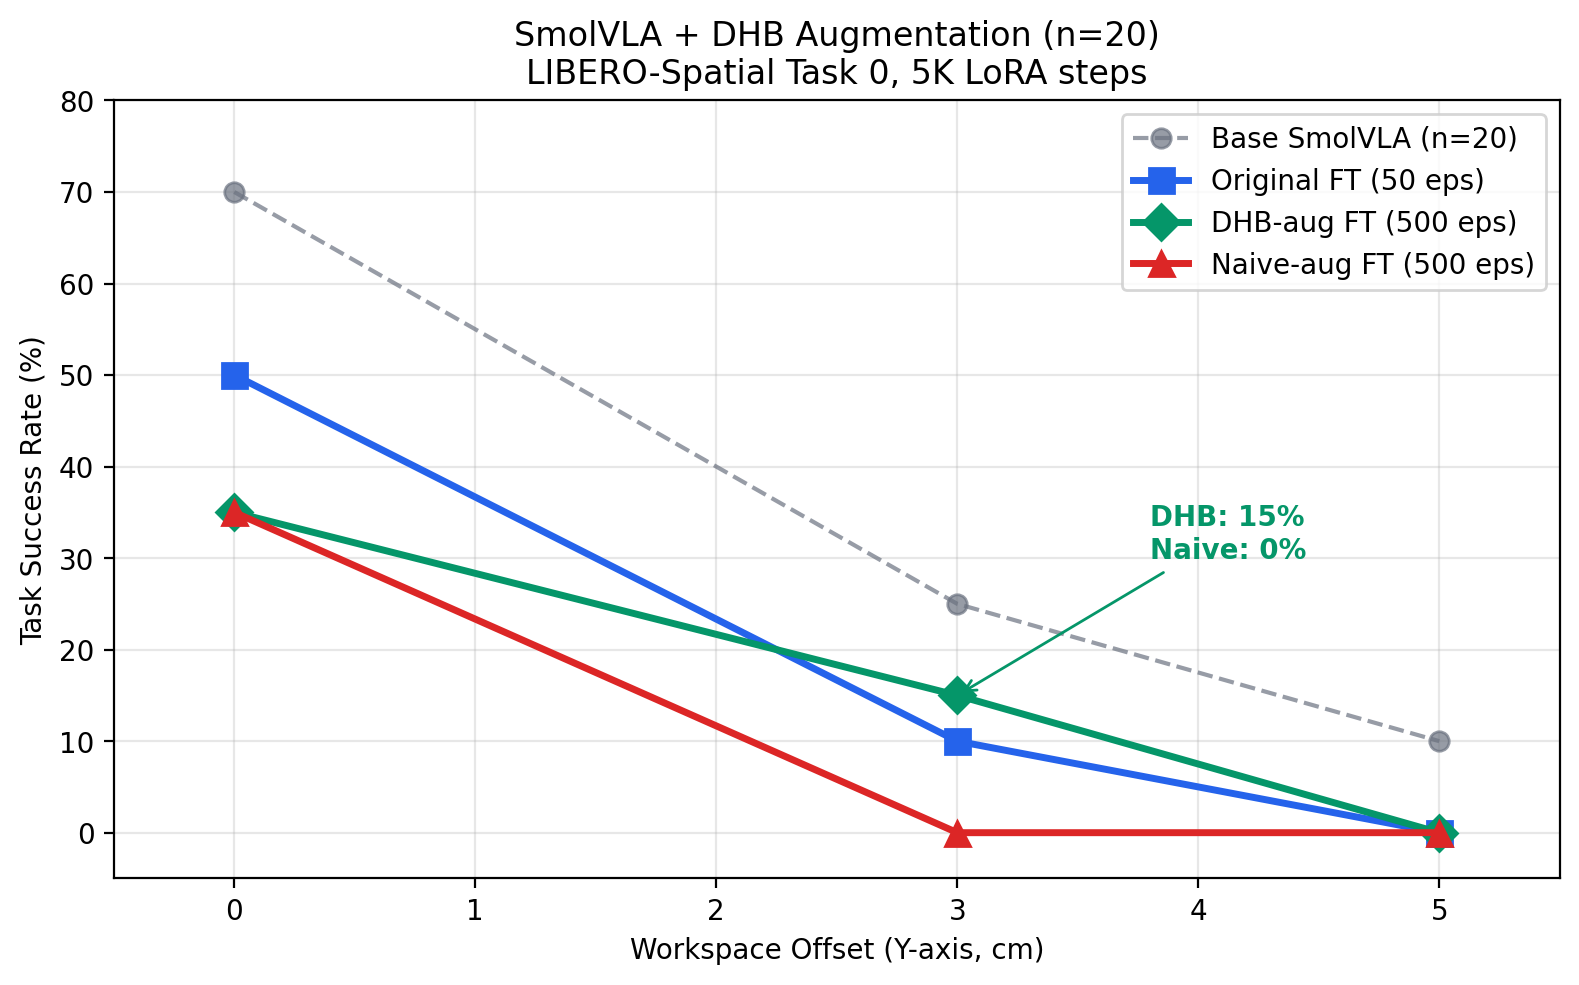 SmolVLA + DHB Augmentation (n=20)
LIBERO-Spatial Task 0, 5K LoRA steps
Task Success Rate (%)
80
70
60
50
40
30
20
10
0
Base SmolVLA (n=20)
Original FT (50 eps)
DHB-aug FT (500 eps)
Naive-aug FT (500 eps)
DHB: 15%
Naive: 0%
0 1 2 3 4 5
Workspace Offset (Y-axis, cm)